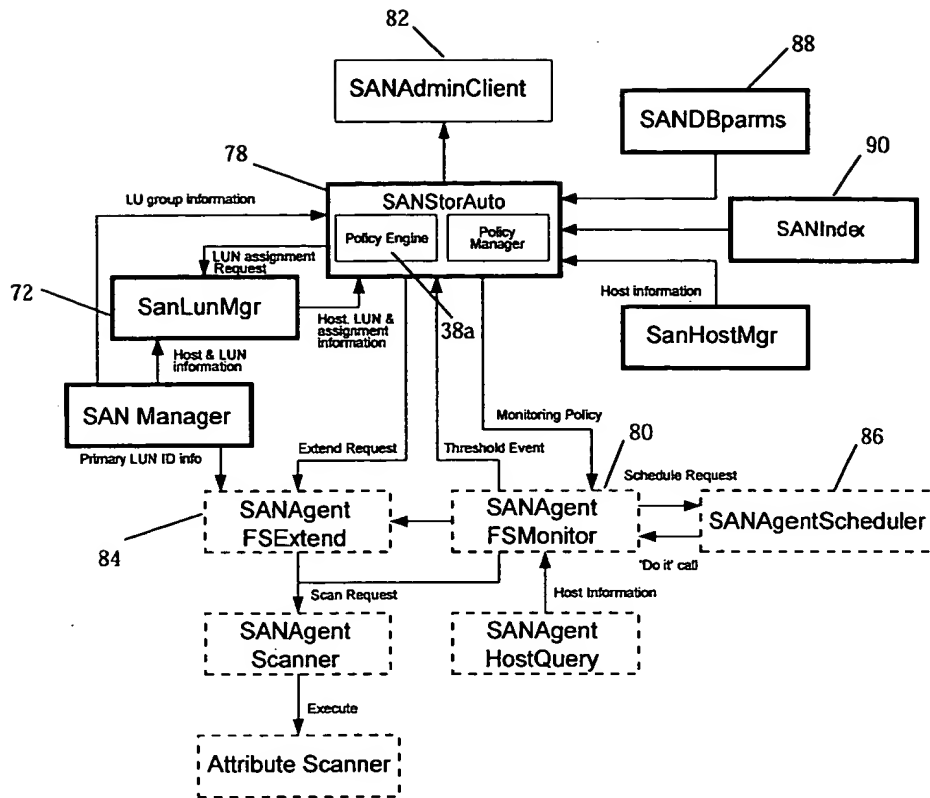 82
88
SANAdminClient
SANDBparms
78
90
LU group information
SANStorAuto
Policy Engine
Policy
Manager
SANIndex
LUN assignment
Request
72
SanLunMgr
Host. LUN &
assignment
information
38a
Host information
SanHostMgr
Host & LUN
information
SAN Manager
Monitoring Policy
Primary LUN ID info
Extend Request
Threshold Event
80
86
Schedule Request
SANAgent
FSExtend
SANAgent
FSMonitor
SANAgentScheduler
84
'Do it' call
Scan Request
Host Information
SANAgent
Scanner
SANAgent
HostQuery
Execute
Attribute Scanner